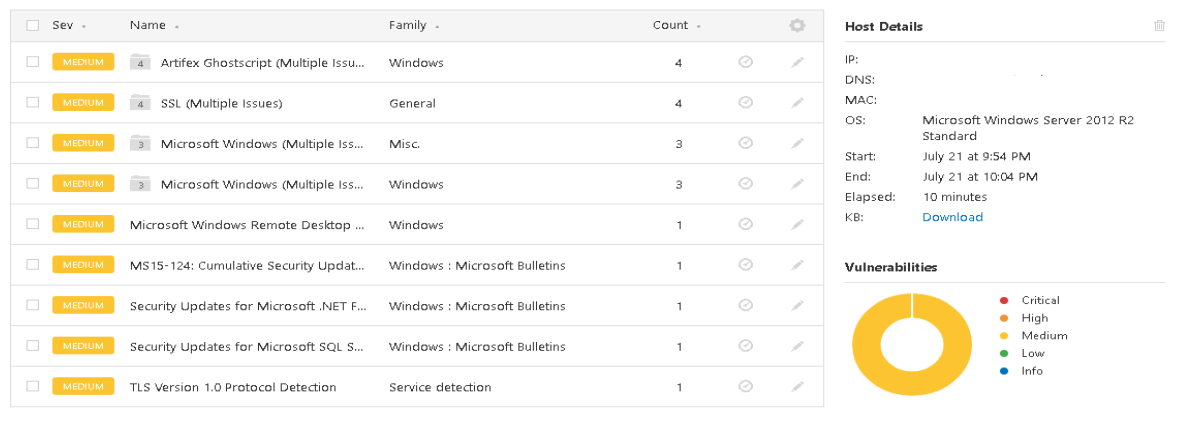 Sev Name Family Count
MEDIUM 4 Artifex Ghostscript (Multiple Issu... Windows 4
MEDIUM 4 SSL (Multiple Issues) General 4
MEDIUM 3 Microsoft Windows (Multiple Iss... Misc. 3
MEDIUM 3 Microsoft Windows (Multiple Iss... Windows 3
MEDIUM Microsoft Windows Remote Desktop ... Windows 1
MEDIUM MS15-124: Cumulative Security Updat... Windows : Microsoft Bulletins 1
MEDIUM Security Updates for Microsoft .NET F... Windows : Microsoft Bulletins 1
MEDIUM Security Updates for Microsoft SQL S... Windows : Microsoft Bulletins 1
MEDIUM TLS Version 1.0 Protocol Detection Service detection 1
Host Details
IP:
DNS:
MAC:
OS: Microsoft Windows Server 2012 R2
Standard
Start: July 21 at 9:54 PM
End: July 21 at 10:04 PM
Elapsed: 10 minutes
KB: Download
Vulnerabilities
Critical
High
Medium
Low
Info